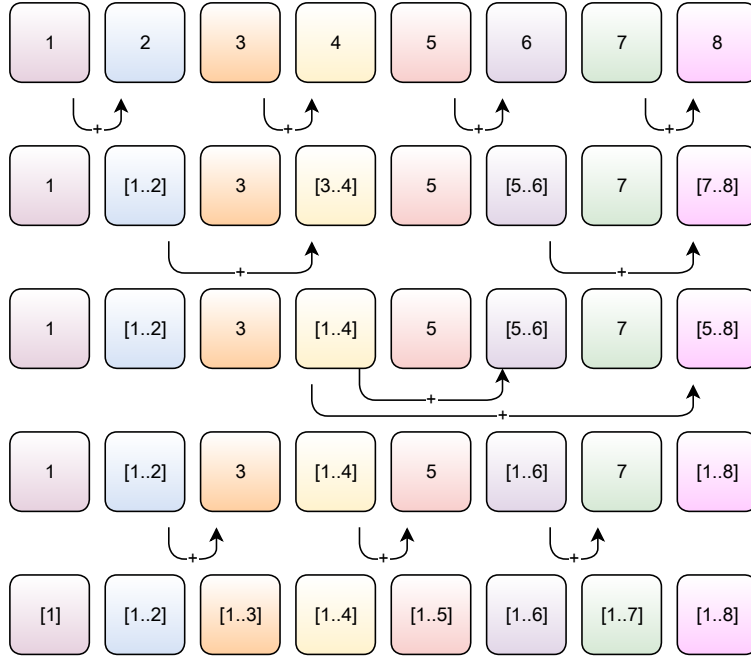 1 2 3 4 5 6 7 8
+ + + +
1 [1..2] 3 [3..4] 5 [5..6] 7 [7..8]
+ +
1 [1..2] 3 [1..4] 5 [5..6] 7 [5..8]
+
+
1 [1..2] 3 [1..4] 5 [1..6] 7 [1..8]
+ + +
[1] [1..2] [1..3] [1..4] [1..5] [1..6] [1..7] [1..8]